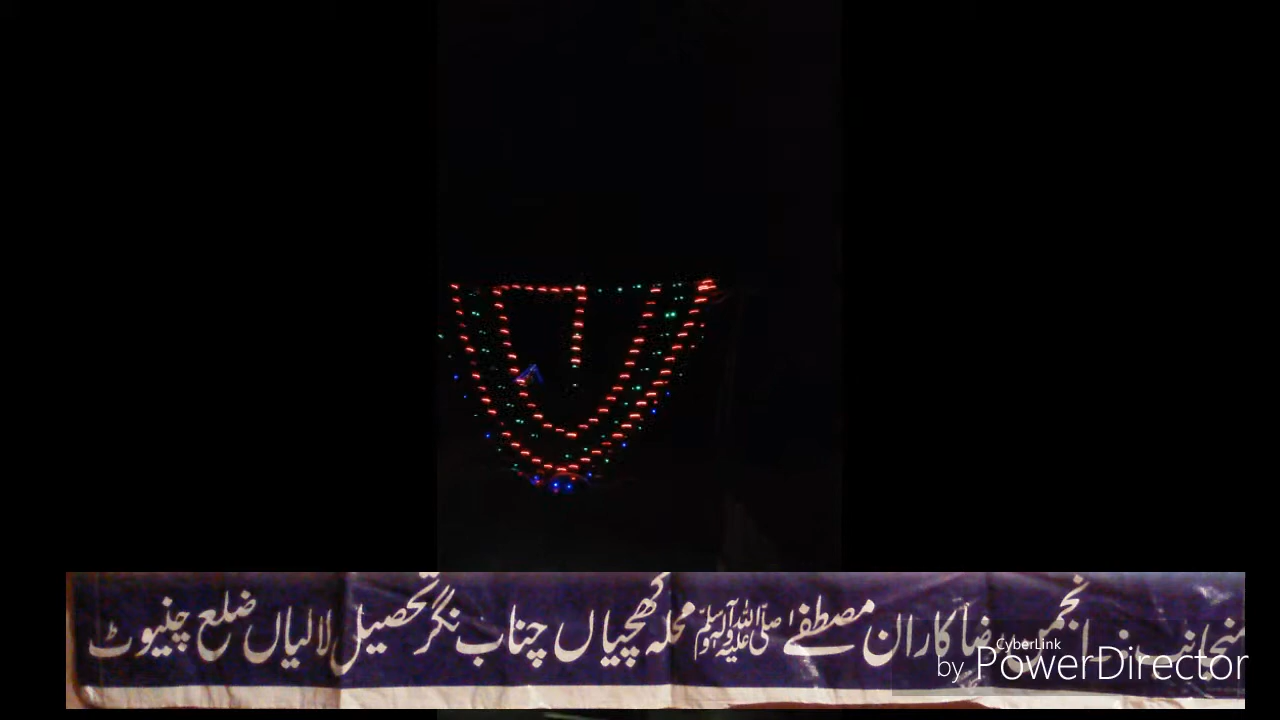 منجانب: انجمن رضا کاران مصطفےٰ صلی اللہ علیہ وآلہ وسلم محلہ کھچیاں چناب نگر تحصیل لالیاں ضلع چنیوٹ
CyberLink
by PowerDirector